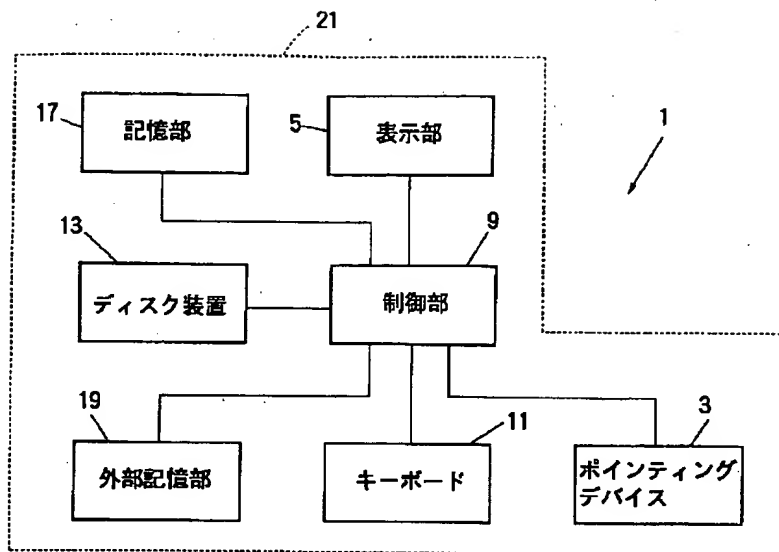 21
17
記憶部
5
表示部
1
13
ディスク装置
9
制御部
19
外部記憶部
11
キーボード
3
ポインティング
デバイス